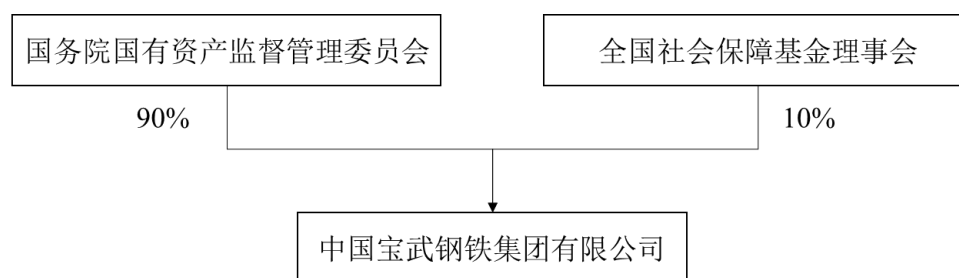 国务院国有资产监督管理委员会
全国社会保障基金理事会
90%
10%
中国宝武钢铁集团有限公司